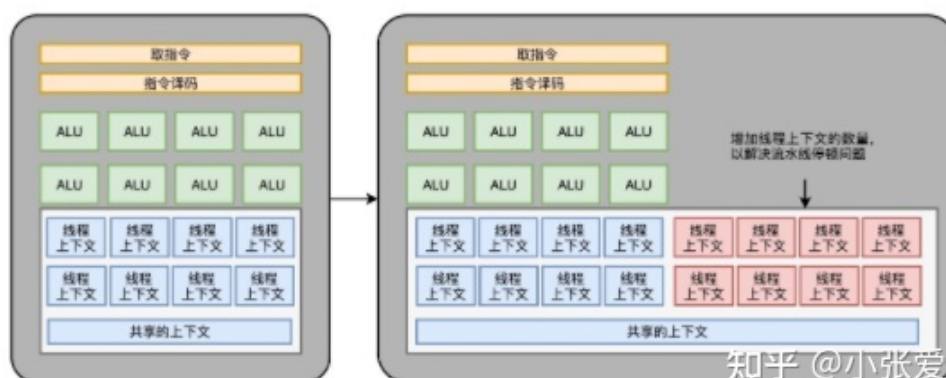 取指令
指令译码
ALU ALU ALU ALU
ALU ALU ALU ALU
线程 线程 线程 线程
上下文 上下文 上下文 上下文
线程 线程 线程 线程
上下文 上下文 上下文 上下文
共享的上下文
取指令
指令译码
ALU ALU ALU ALU
ALU ALU ALU ALU
增加线程上下文的数量,
以解决流水线停顿问题
线程 线程 线程 线程 线程 线程 线程 线程
上下文 上下文 上下文 上下文 上下文 上下文 上下文 上下文
线程 线程 线程 线程 线程 线程 线程 线程
上下文 上下文 上下文 上下文 上下文 上下文 上下文 上下文
共享的上下文
知乎 @小张爱